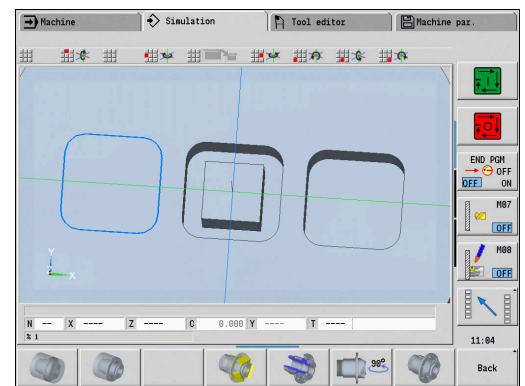 Machine Simulation Tool editor Machine par.
END PGM
OFF
OFF ON
M07
OFF
M08
OFF
Y
X
N -- X ---- Z ---- C 0.000 Y ---- T ----
% 1
11:04
98° Back